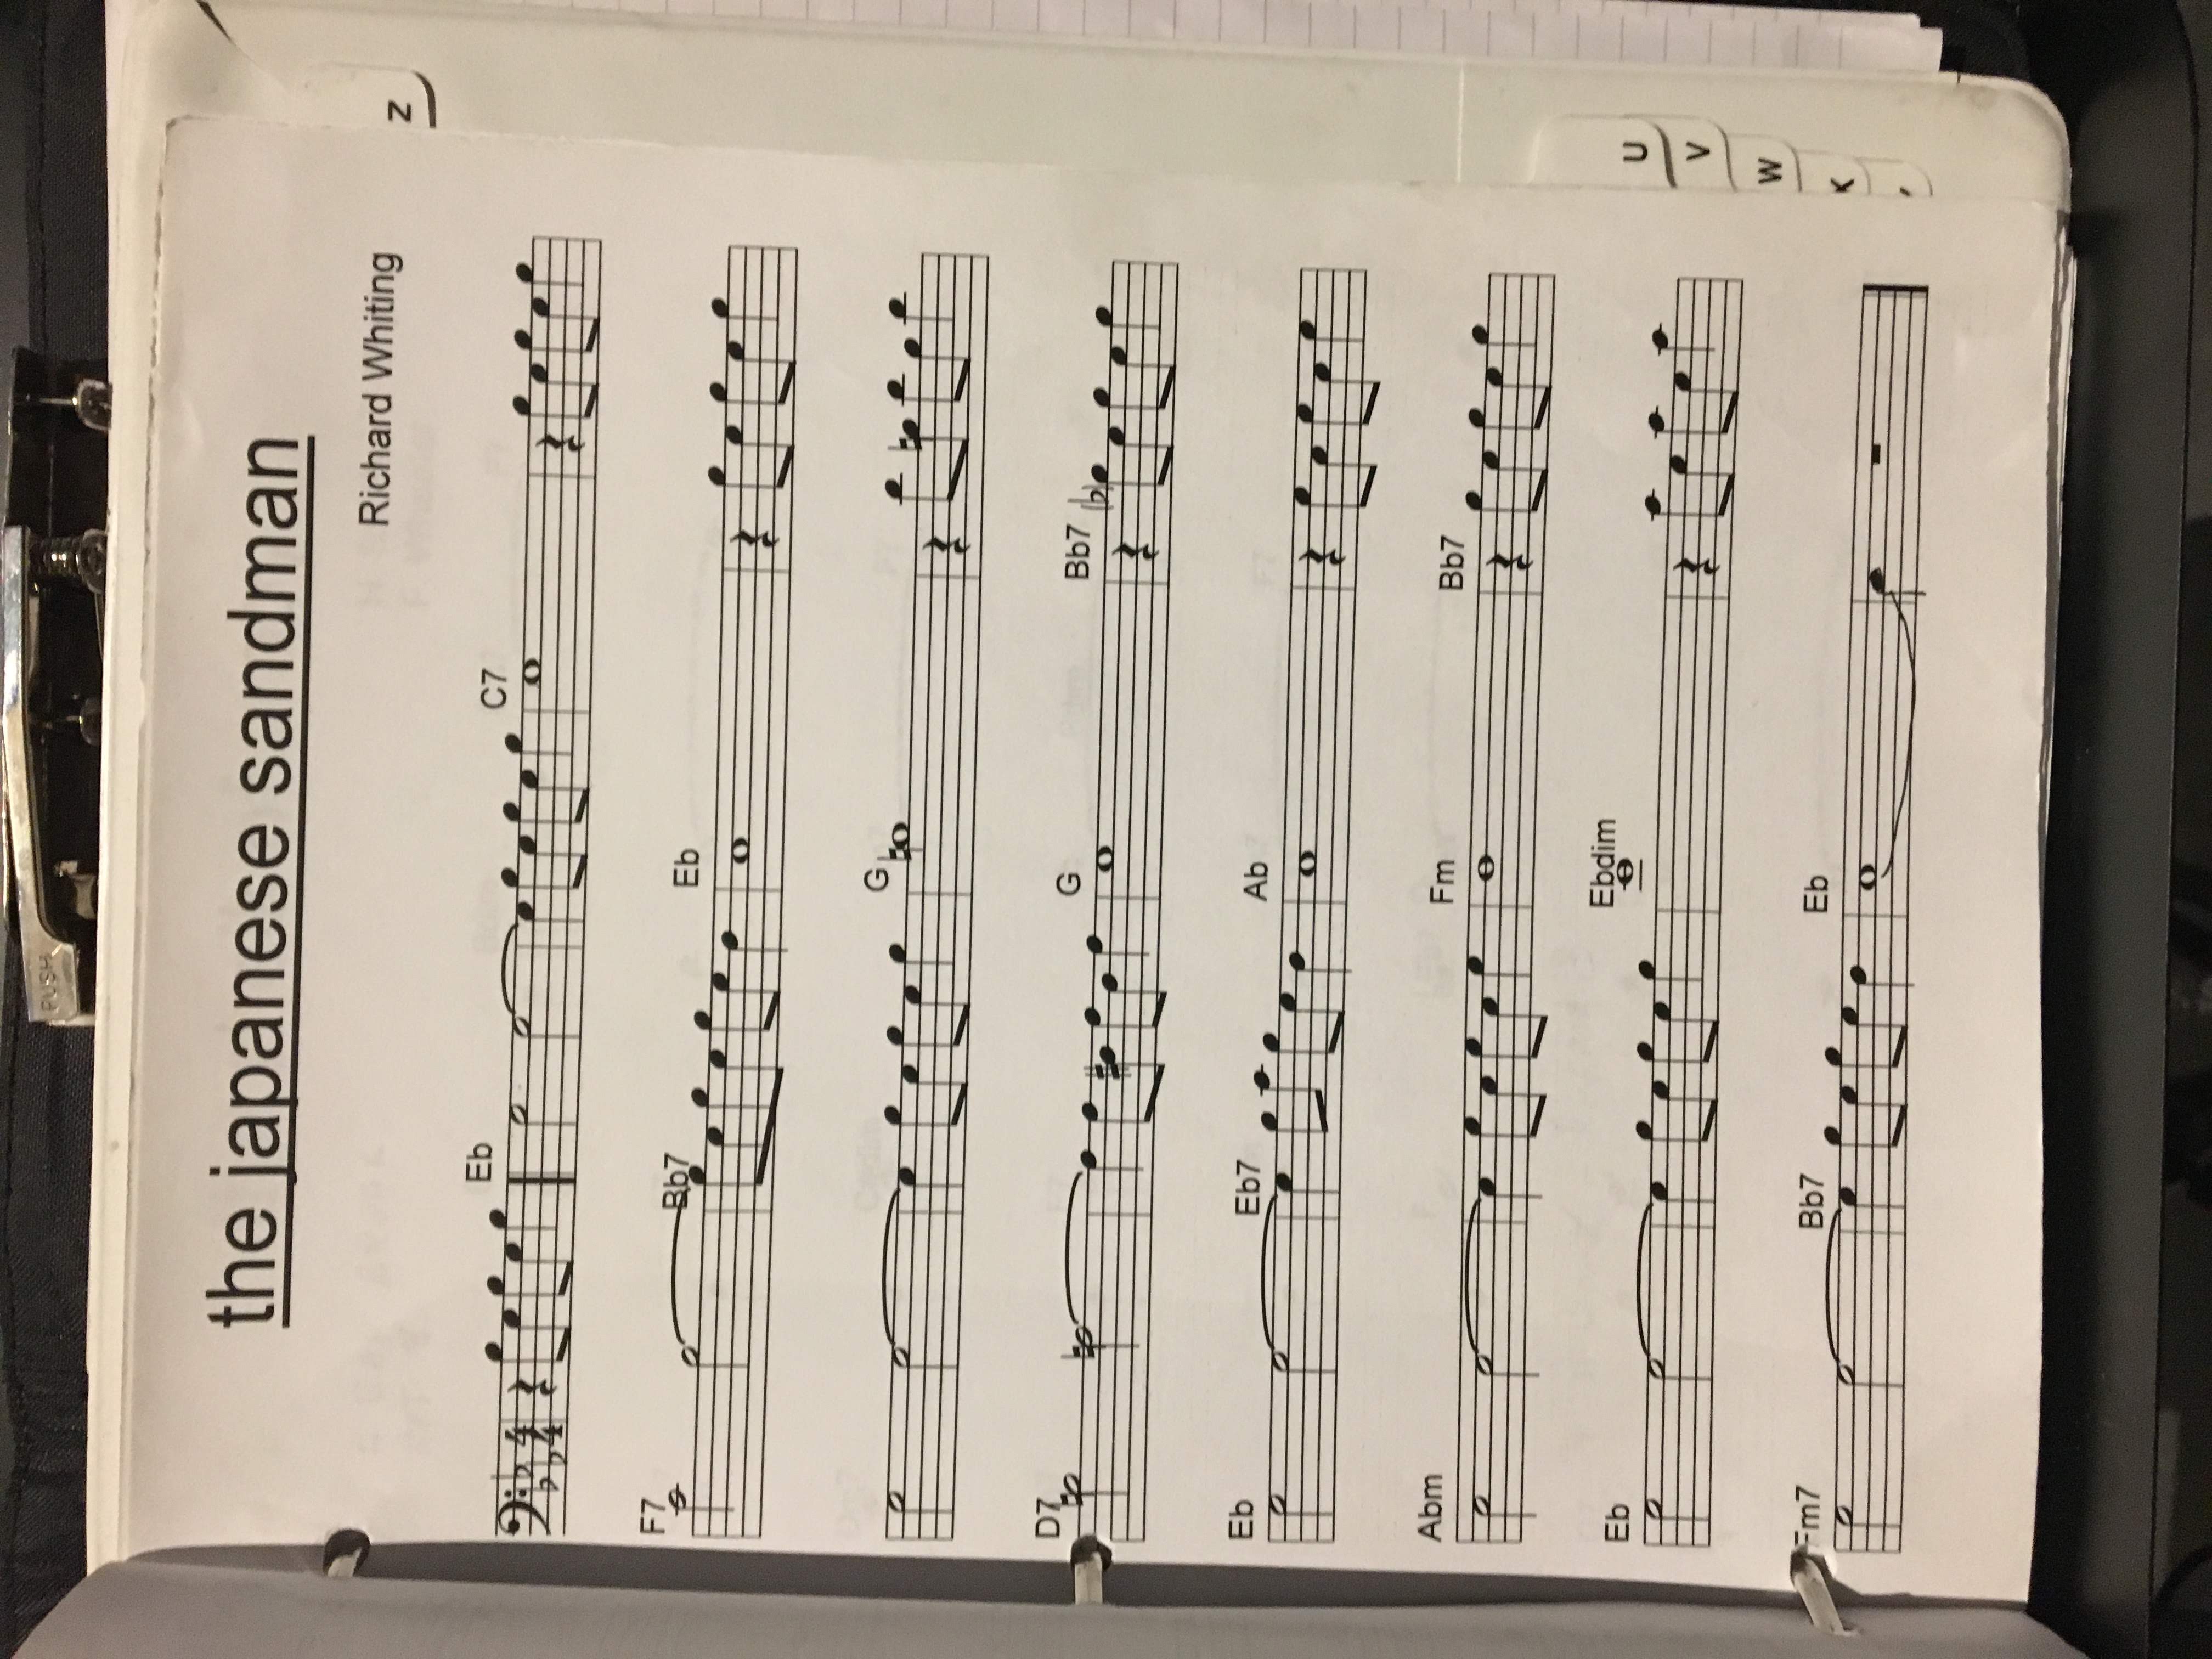 PUSH
the japanese sandman
Richard Whiting
Z
Eb C7
F7 Bb7 Eb
G
D7 G Bb7
Eb Eb7 Ab
Abm Fm Bb7
Eb Ebdim
Fm7 Bb7 Eb
U
V
W
X